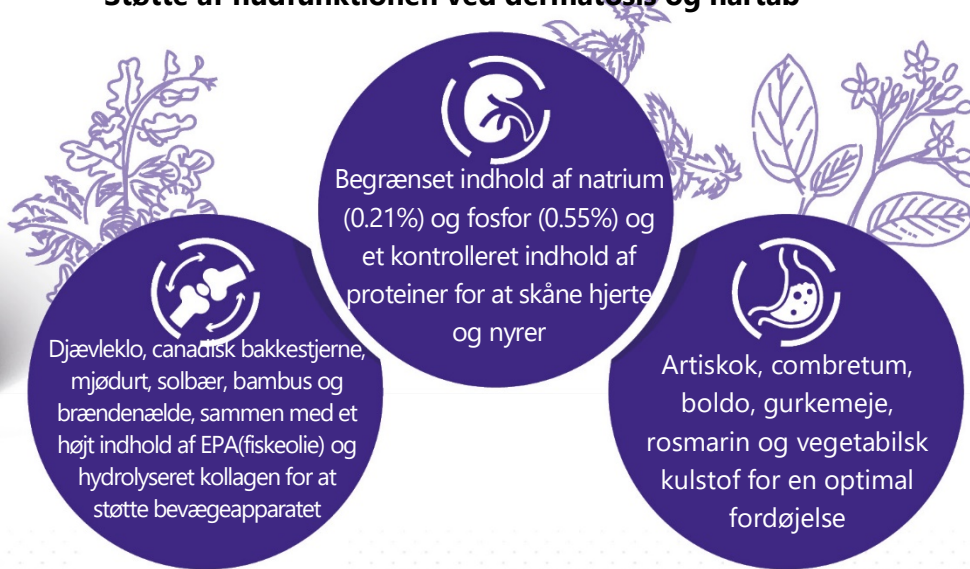 Støtte af hudfunktionen ved dermatosis og hårtab
Begrænset indhold af natrium
(0.21%) og fosfor (0.55%) og
et kontrolleret indhold af
proteiner for at skåne hjerte
og nyrer
Djævleklo, canadisk bakkestjerne,
mjødurt, solbær, bambus og
brændenælde, sammen med et
højt indhold af EPA(fiskeolie) og
hydrolyseret kollagen for at
støtte bevægeapparatet
Artiskok, combretum,
boldo, gurkemeje,
rosmarin og vegetabilsk
kulstof for en optimal
fordøjelse